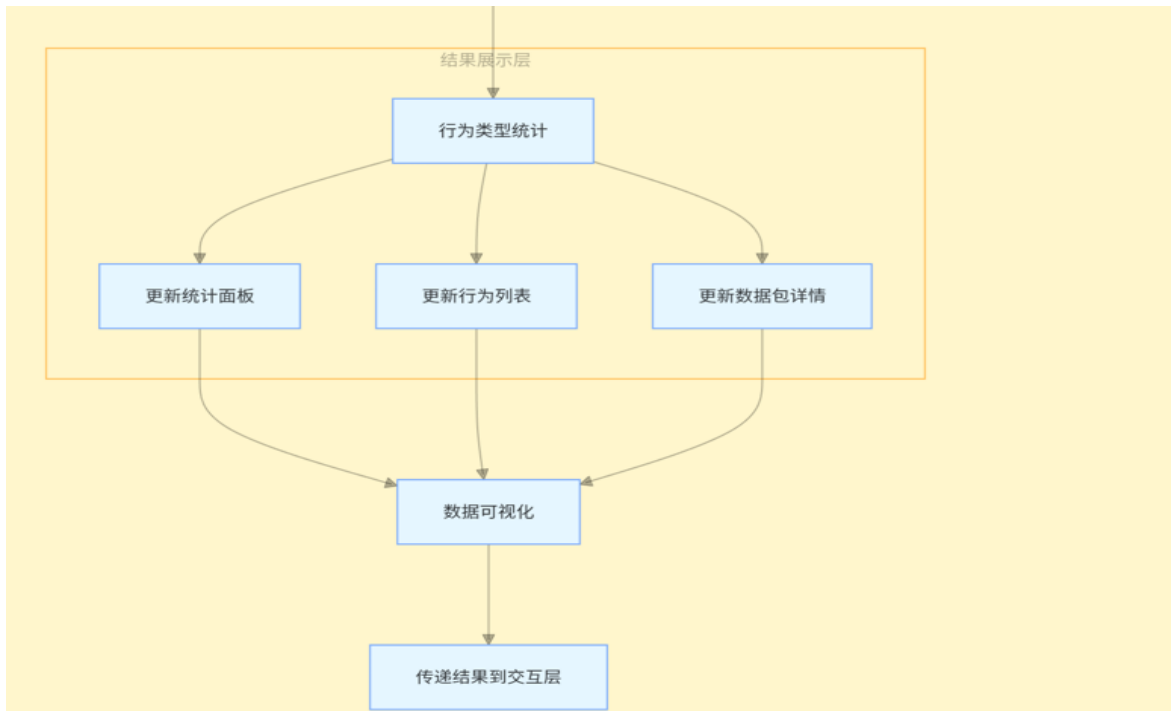 结果展示层
行为类型统计
更新统计面板
更新行为列表
更新数据包详情
数据可视化
传递结果到交互层